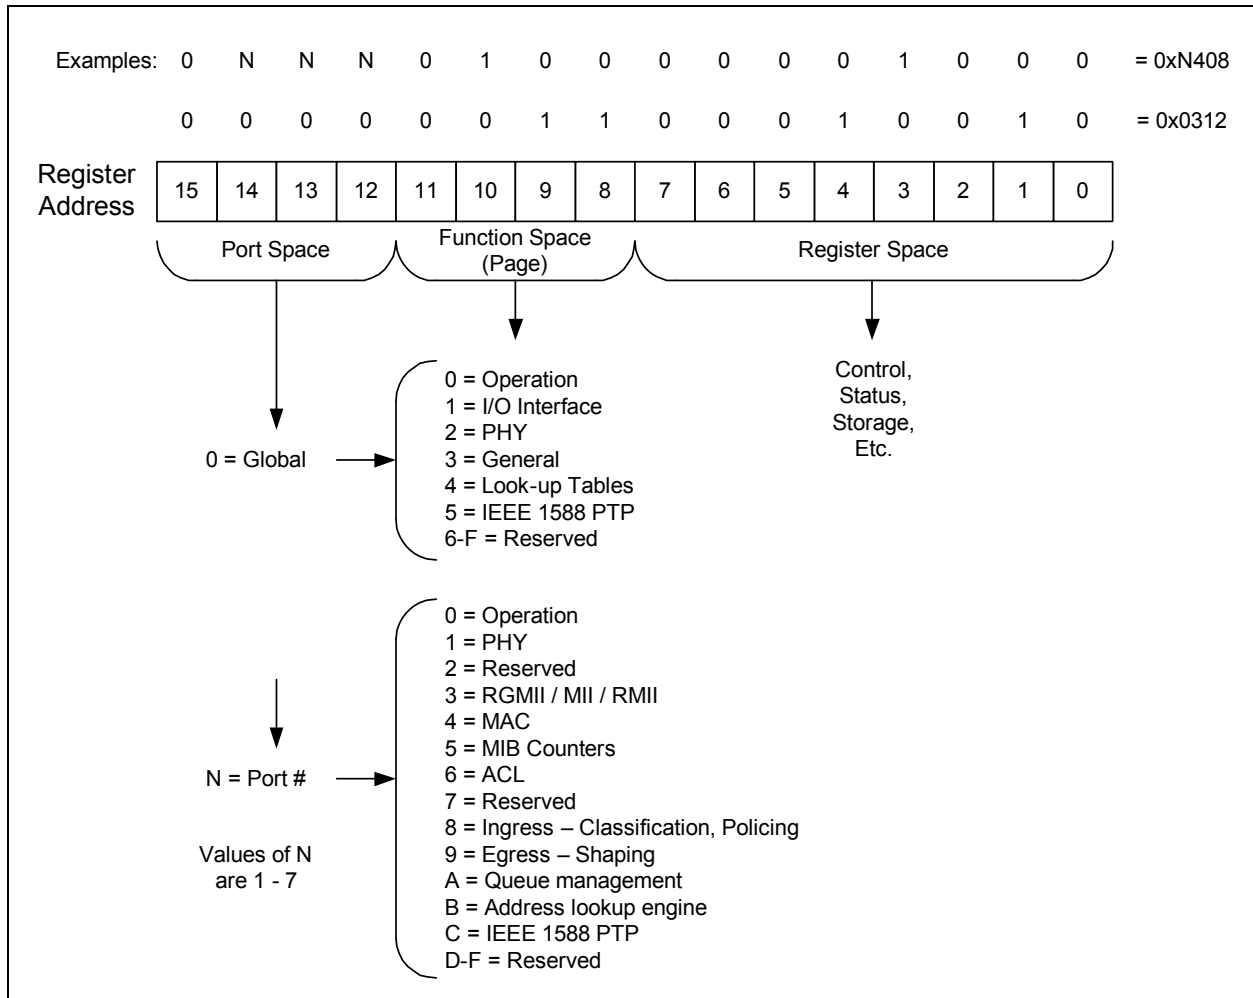 Examples: 0 N N N 0 1 0 0 0 0 0 0 1 0 0 0 = 0xN408
0 0 0 0 0 0 1 1 0 0 0 1 0 0 1 0 = 0x0312
Register
Address
15 14 13 12 11 10 9 8 7 6 5 4 3 2 1 0
Port Space
Function Space
(Page)
Register Space
0 = Global
0 = Operation
1 = I/O Interface
2 = PHY
3 = General
4 = Look-up Tables
5 = IEEE 1588 PTP
6-F = Reserved
Control,
Status,
Storage,
Etc.
N = Port #
Values of N
are 1 - 7
0 = Operation
1 = PHY
2 = Reserved
3 = RGMII / MII / RMII
4 = MAC
5 = MIB Counters
6 = ACL
7 = Reserved
8 = Ingress – Classification, Policing
9 = Egress – Shaping
A = Queue management
B = Address lookup engine
C = IEEE 1588 PTP
D-F = Reserved